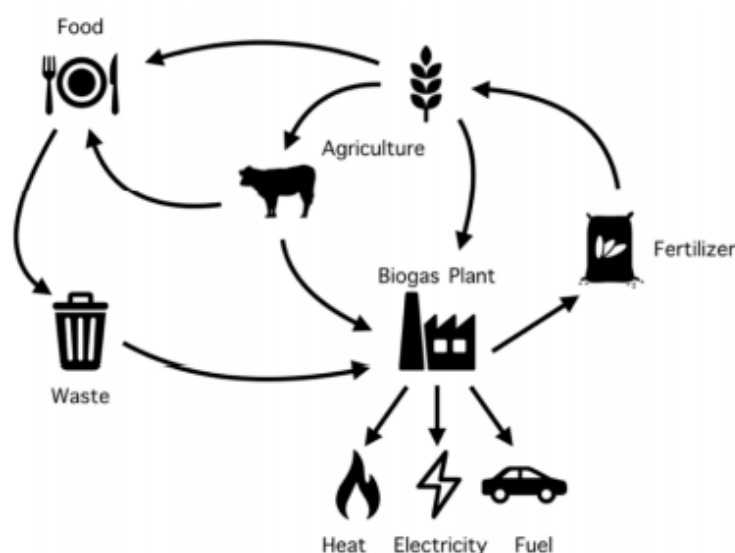 Food
Agriculture
Fertilizer
Biogas Plant
Waste
Heat Electricity Fuel